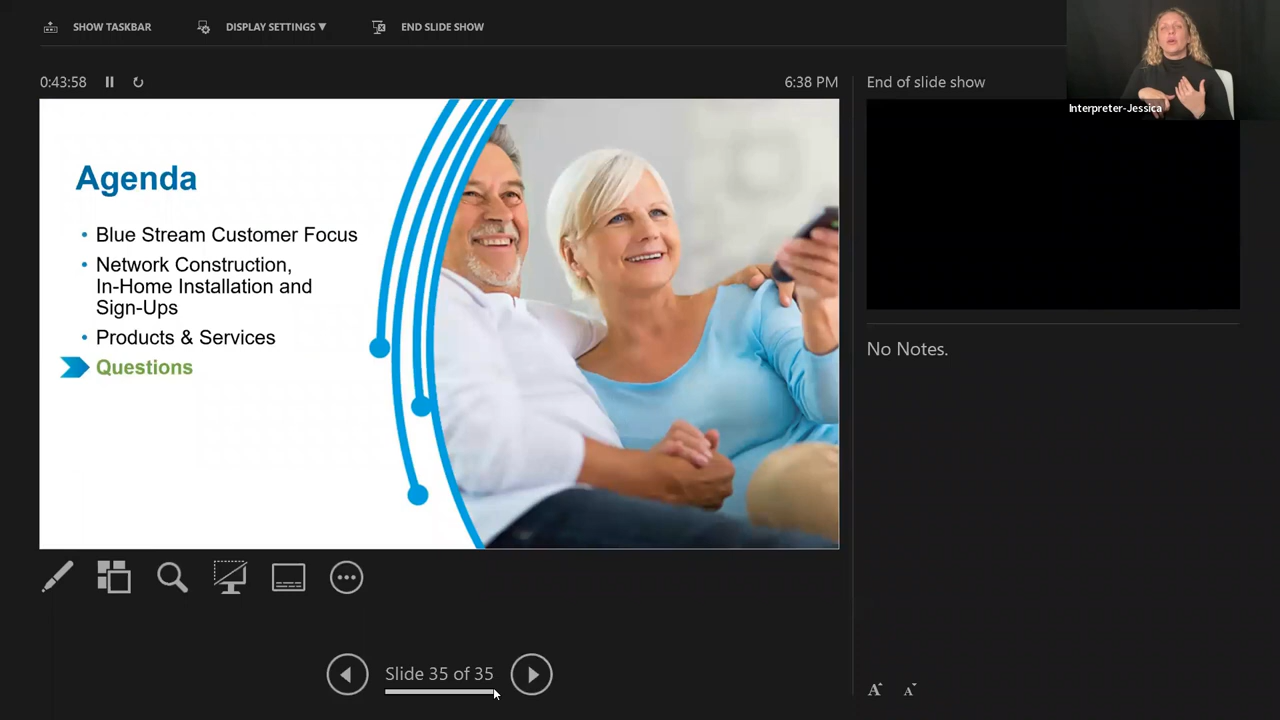 SHOW TASKBAR
DISPLAY SETTINGS ▼
END SLIDE SHOW
0:43:58
6:38 PM
End of slide show
Interpreter-Jessica
Agenda
• Blue Stream Customer Focus
• Network Construction,
In-Home Installation and
Sign-Ups
• Products & Services
Questions
No Notes.
Slide 35 of 35
A A